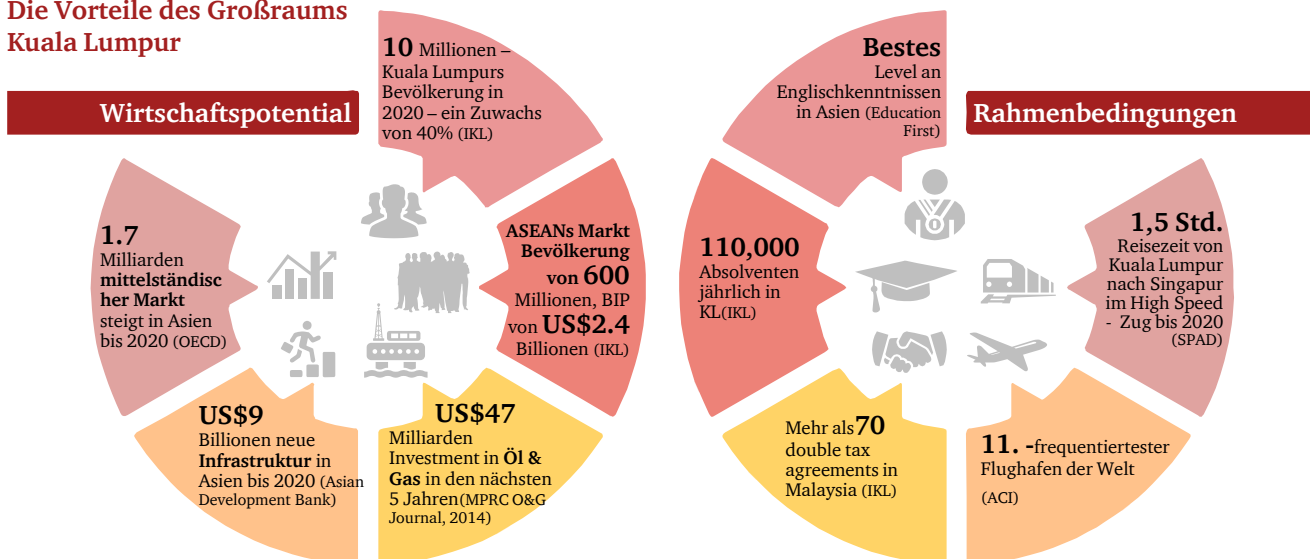 Die Vorteile des Großraums
Kuala Lumpur
Wirtschaftspotential
10 Millionen –
Kuala Lumpurs
Bevölkerung in
2020 – ein Zuwachs
von 40% (IKL)
ASEANs Markt
Bevölkerung
von 600
Millionen, BIP
von US$2.4
Billionen (IKL)
US$47
Milliarden
Investment in Öl &
Gas in den nächsten
5 Jahren(MPRC O&G
Journal, 2014)
US$9
Billionen neue
Infrastruktur in
Asien bis 2020 (Asian
Development Bank)
1.7
Milliarden
mittelständisc
her Markt
steigt in Asien
bis 2020 (OECD)
Rahmenbedingungen
Bestes
Level an
Englischkenntnissen
in Asien (Education
First)
110,000
Absolventen
jährlich in
KL(IKL)
Mehr als 70
double tax
agreements in
Malaysia (IKL)
11. -frequentiertester
Flughafen der Welt
(ACI)
1,5 Std.
Reisezeit von
Kuala Lumpur
nach Singapur
im High Speed
- Zug bis 2020
(SPAD)